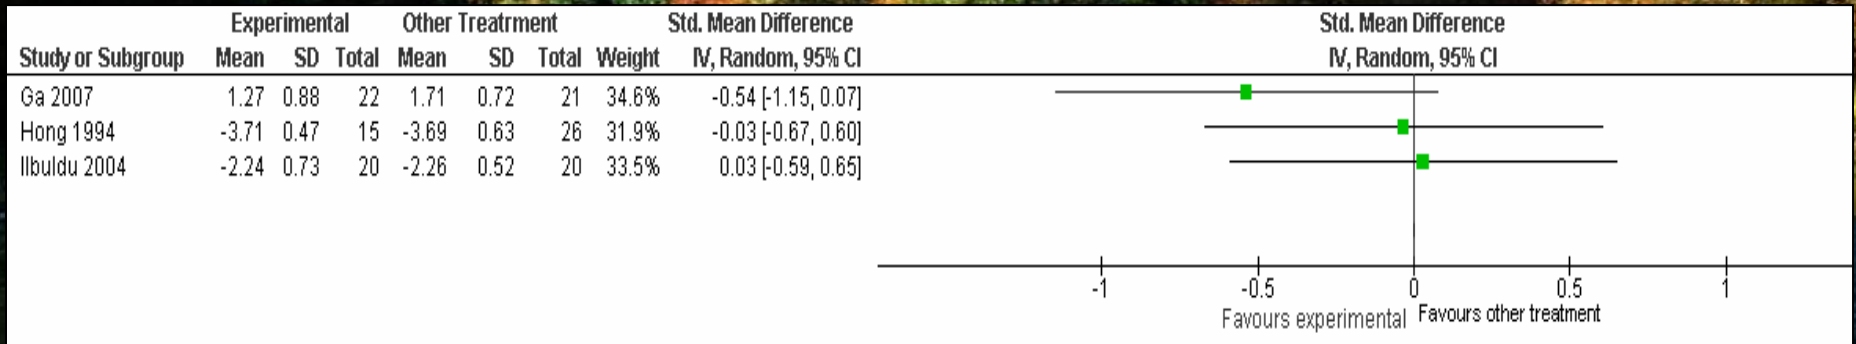 Experimental Other Treatrment Std. Mean Difference Std. Mean Difference
Study or Subgroup Mean SD Total Mean SD Total Weight IV, Random, 95% CI IV, Random, 95% CI
Ga 2007 1.27 0.88 22 1.71 0.72 21 34.6% -0.54 [-1.15, 0.07]
Hong 1994 -3.71 0.47 15 -3.69 0.63 26 31.9% -0.03 [-0.67, 0.60]
Ilbuldu 2004 -2.24 0.73 20 -2.26 0.52 20 33.5% 0.03 [-0.59, 0.65]
-1 -0.5 0 0.5 1
Favours experimental Favours other treatment